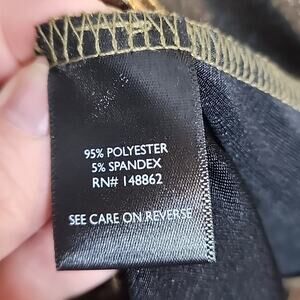 95% POLYESTER
5% SPANDEX
RN# 148862
SEE CARE ON REVERSE